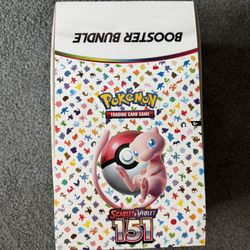 BOOSTER BUNDLE
Pokémon
TRADING CARD GAME
SCARLET & VIOLET
151